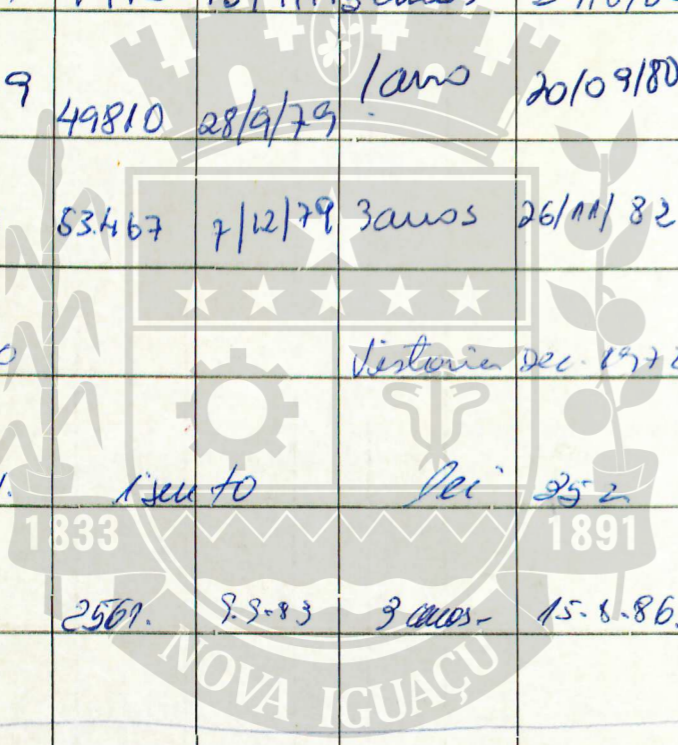 9 49810 28/9/79 1 ano 20/09/80
53.467 7/12/79 3 anos 26/11/82
Vistoria Dec. 197
isento lei 252
1833 1891
2561. 9.9.83 3 anos - 15.8.86.
NOVA IGUAÇU